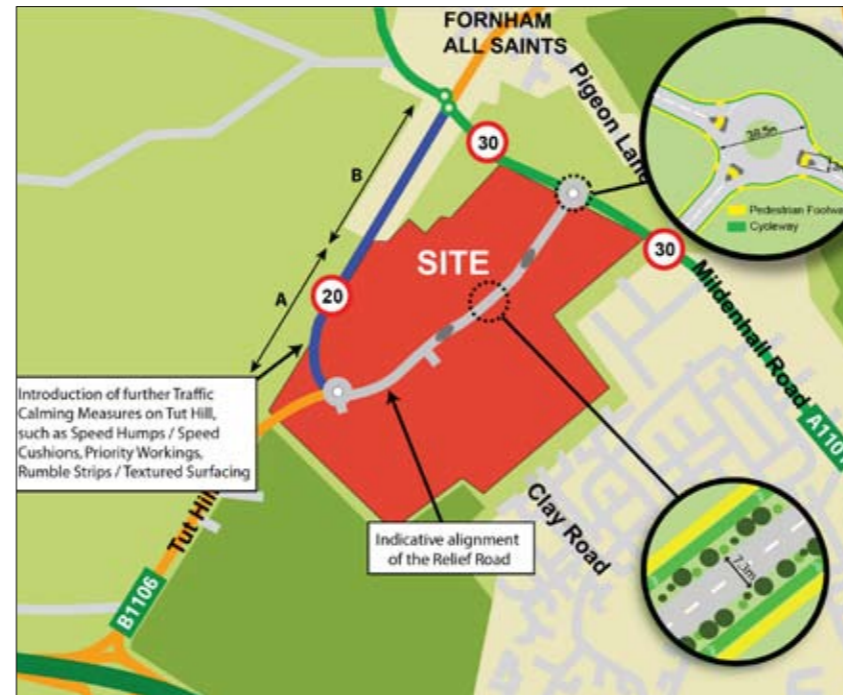 FORNHAM
ALL SAINTS
Pigeon Lane
38.5m
Pedestrian Footway
Cycleway
30
B
SITE
30
A
20
Mildenhall Road
A1101
Introduction of further Traffic
Calming Measures on Tut Hill,
such as Speed Humps / Speed
Cushions, Priority Workings,
Rumble Strips / Textured Surfacing
Tut Hill
Indicative alignment
of the Relief Road
Clay Road
7.3m
B1106